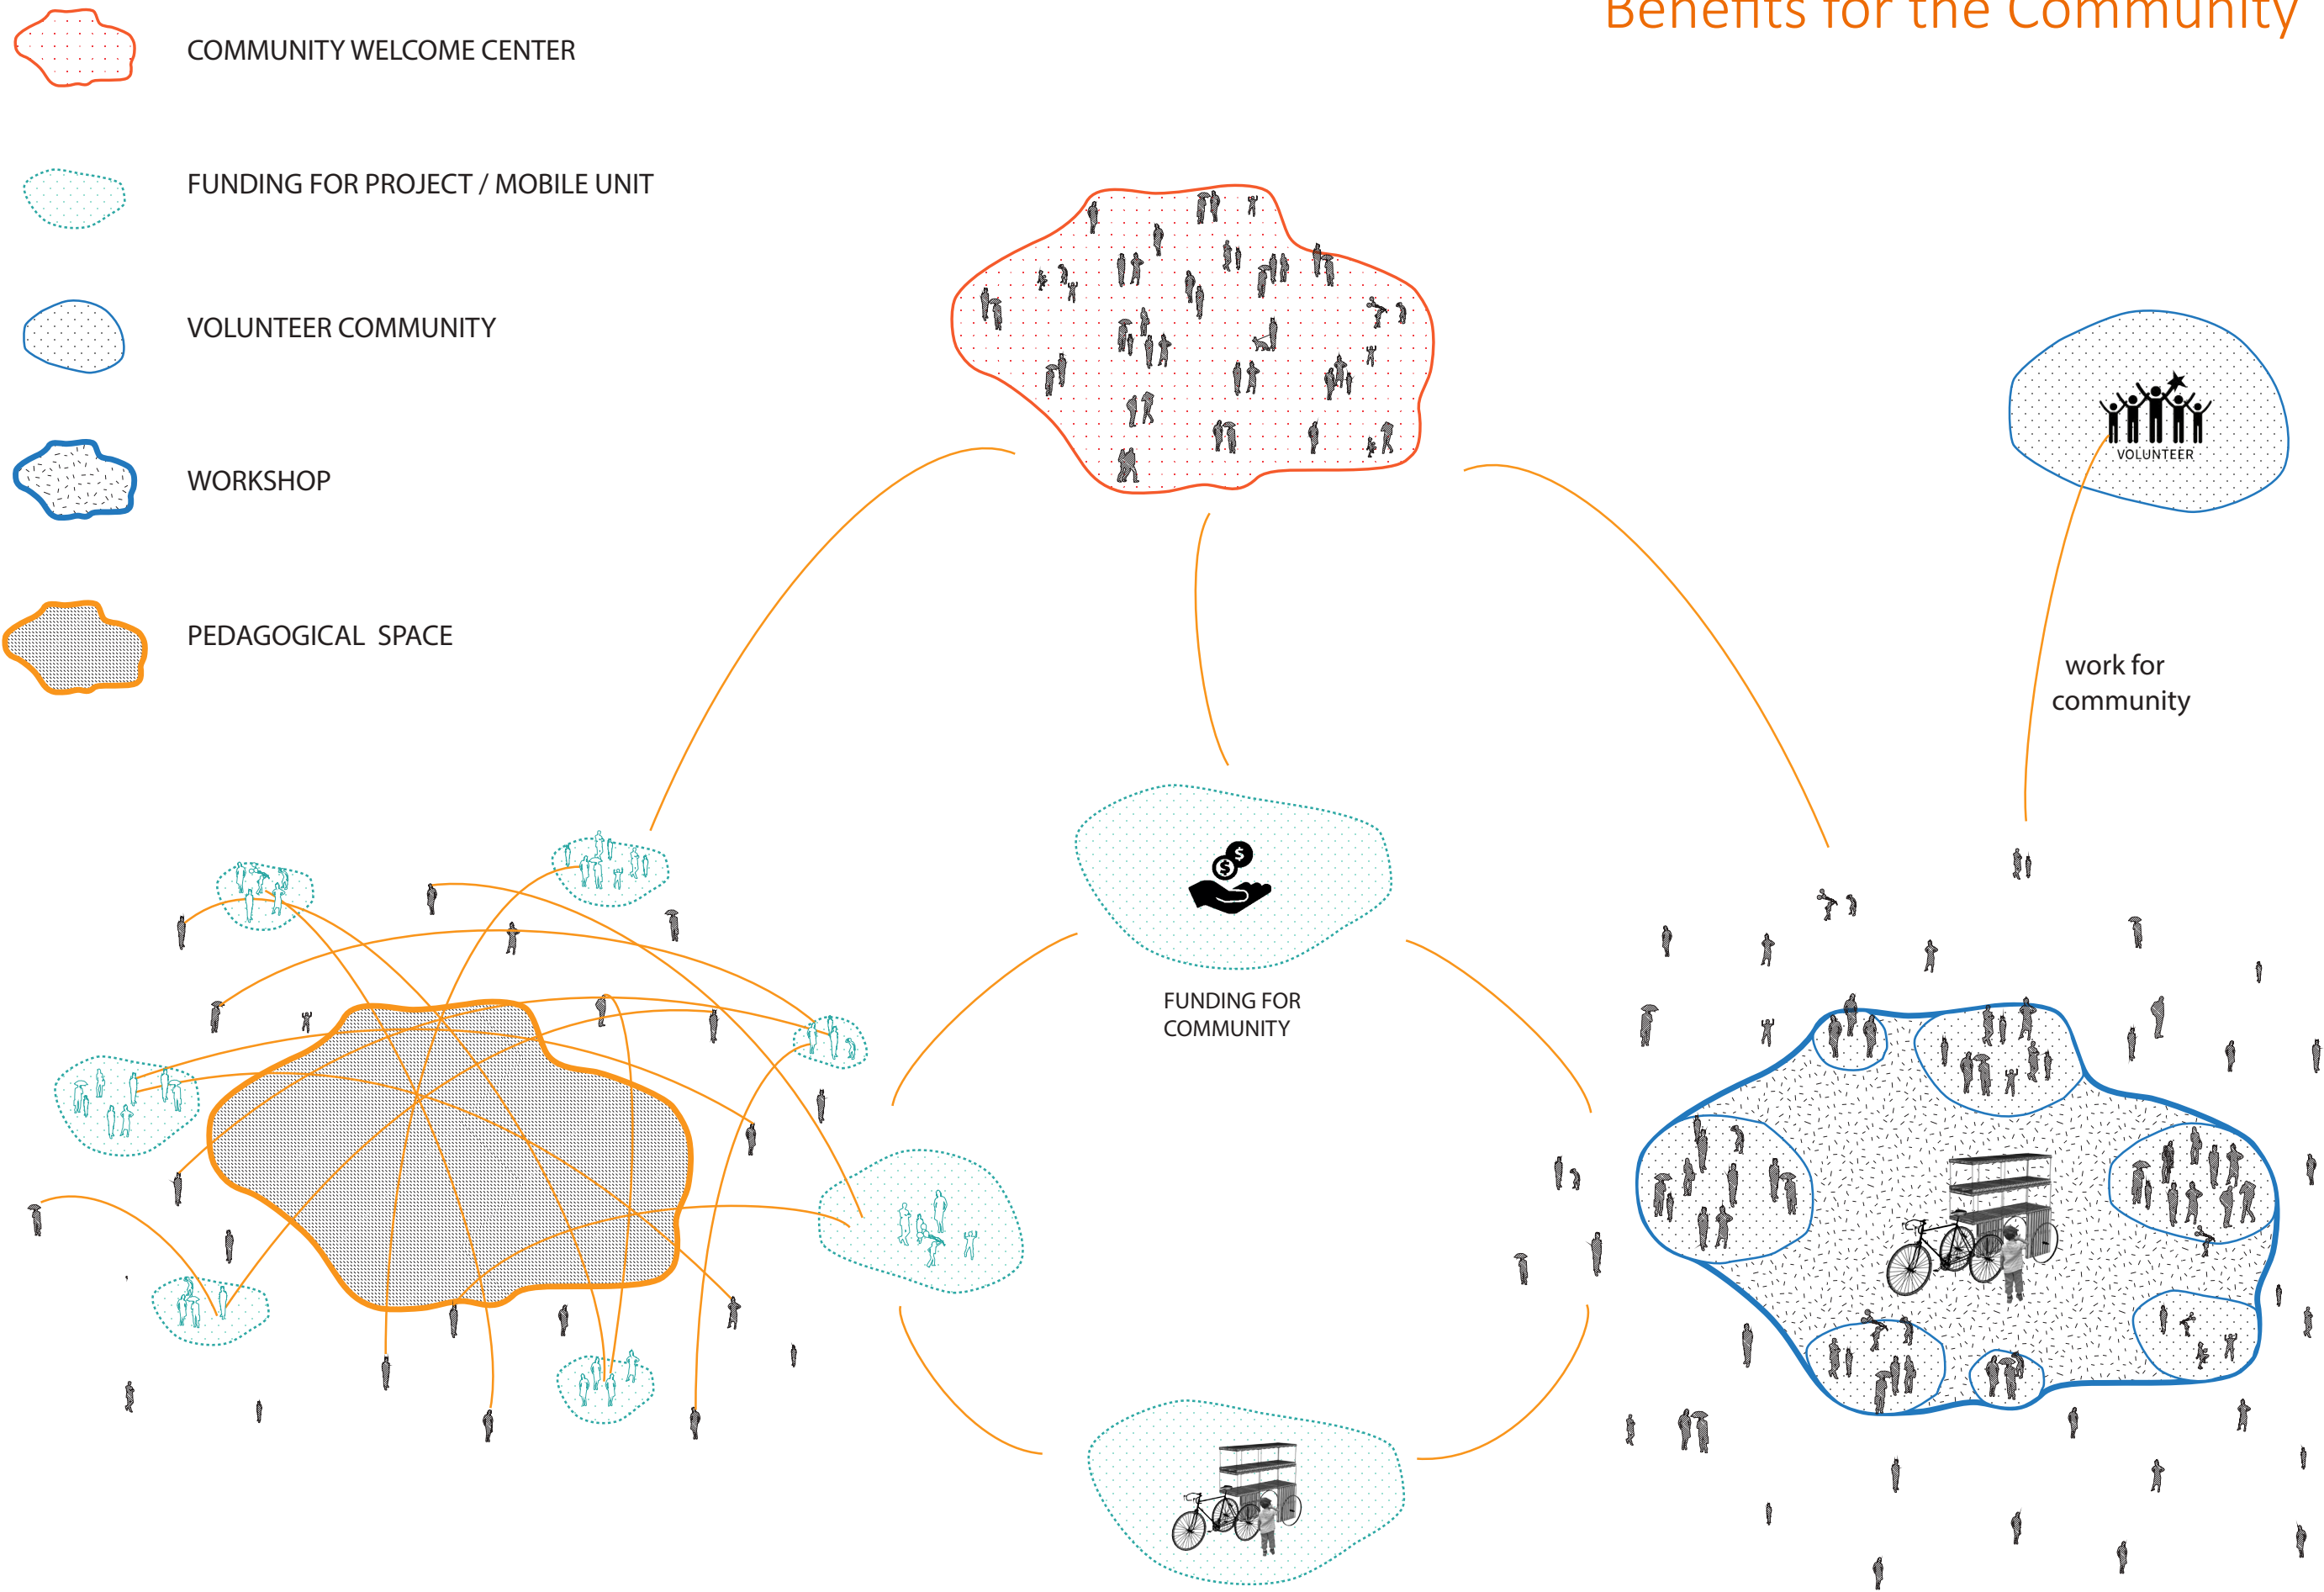 Benefits for the Community
COMMUNITY WELCOME CENTER
FUNDING FOR PROJECT / MOBILE UNIT
VOLUNTEER COMMUNITY
WORKSHOP
PEDAGOGICAL SPACE
VOLUNTEER
work for
community
FUNDING FOR
COMMUNITY